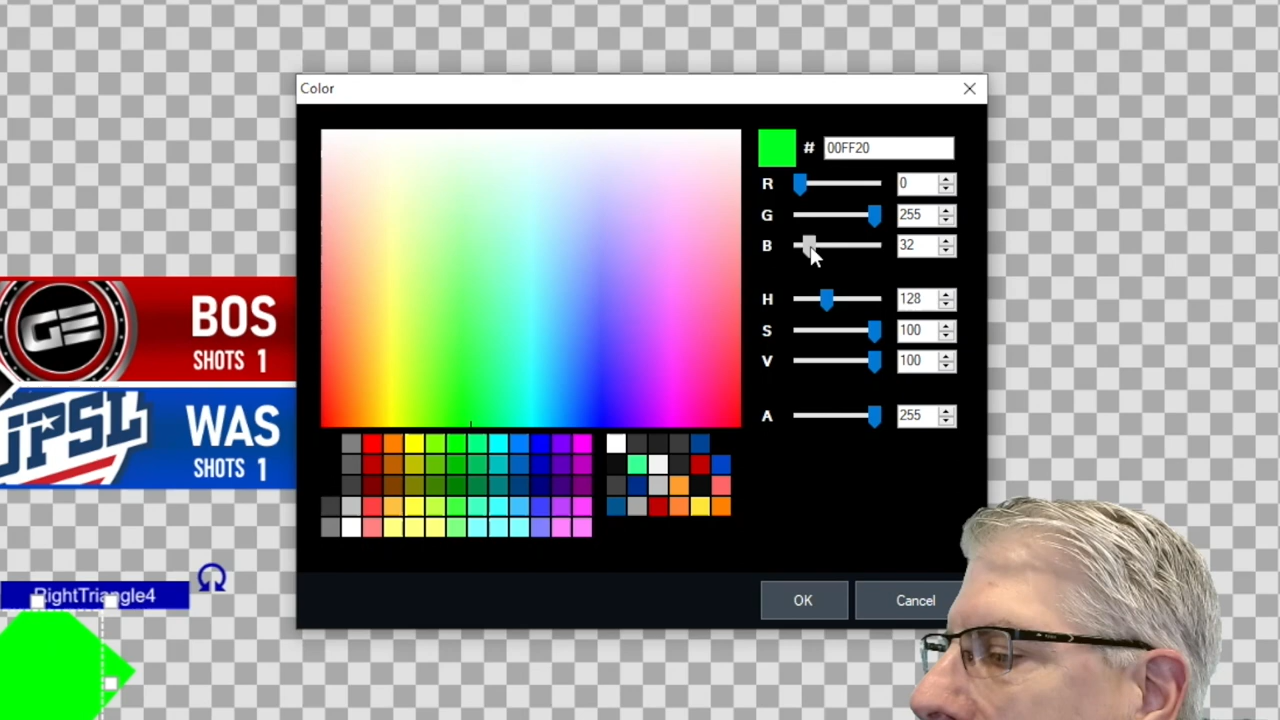 Color
# 00FF20
R 0
G 255
B 32
H 128
S 100
V 100
A 255
GE
BOS
SHOTS 1
JPSL
WAS
SHOTS 1
RightTriangle4
OK
Cancel